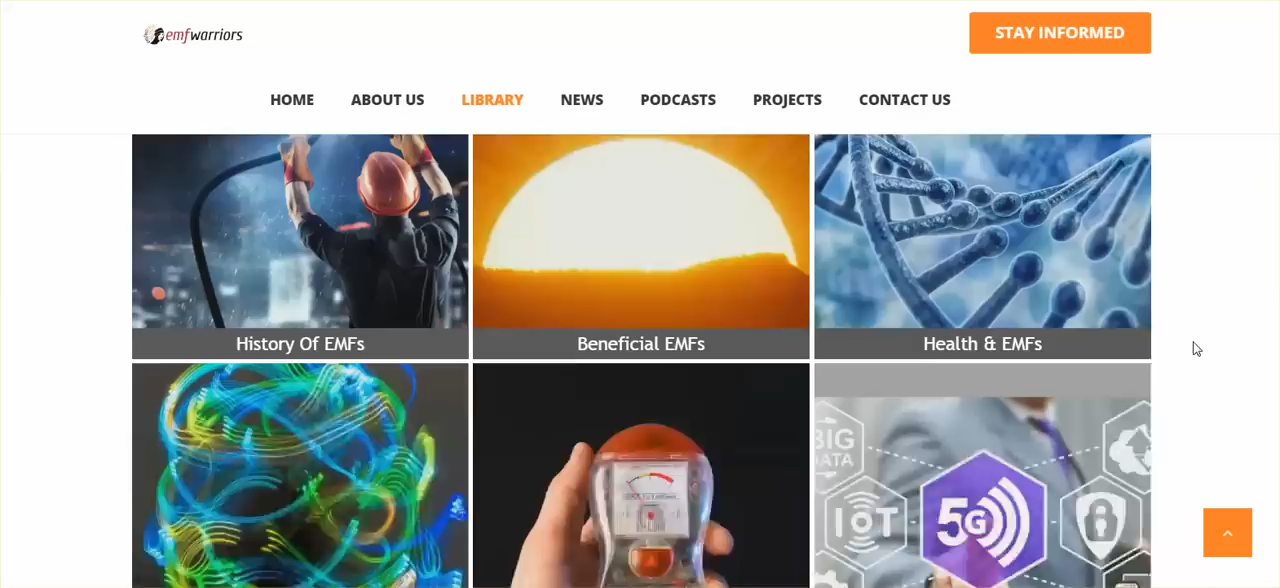 emfwarriors
STAY INFORMED
HOME ABOUT US LIBRARY NEWS PODCASTS PROJECTS CONTACT US
History Of EMFs Beneficial EMFs Health & EMFs
BIG
DATA
IoT
5G